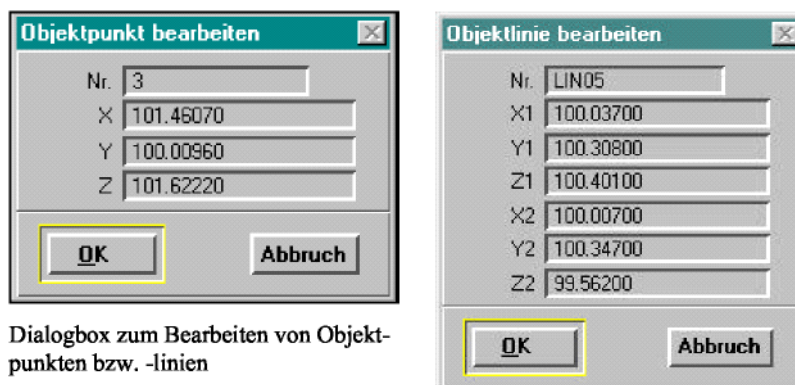 Objektpunkt bearbeiten
Nr. 3
X 101.46070
Y 100.00960
Z 101.62220
OK Abbruch
Dialogbox zum Bearbeiten von Objekt-
punkten bzw. -linien
Objektlinie bearbeiten
Nr. LIN05
X1 100.03700
Y1 100.30800
Z1 100.40100
X2 100.00700
Y2 100.34700
Z2 99.56200
OK Abbruch